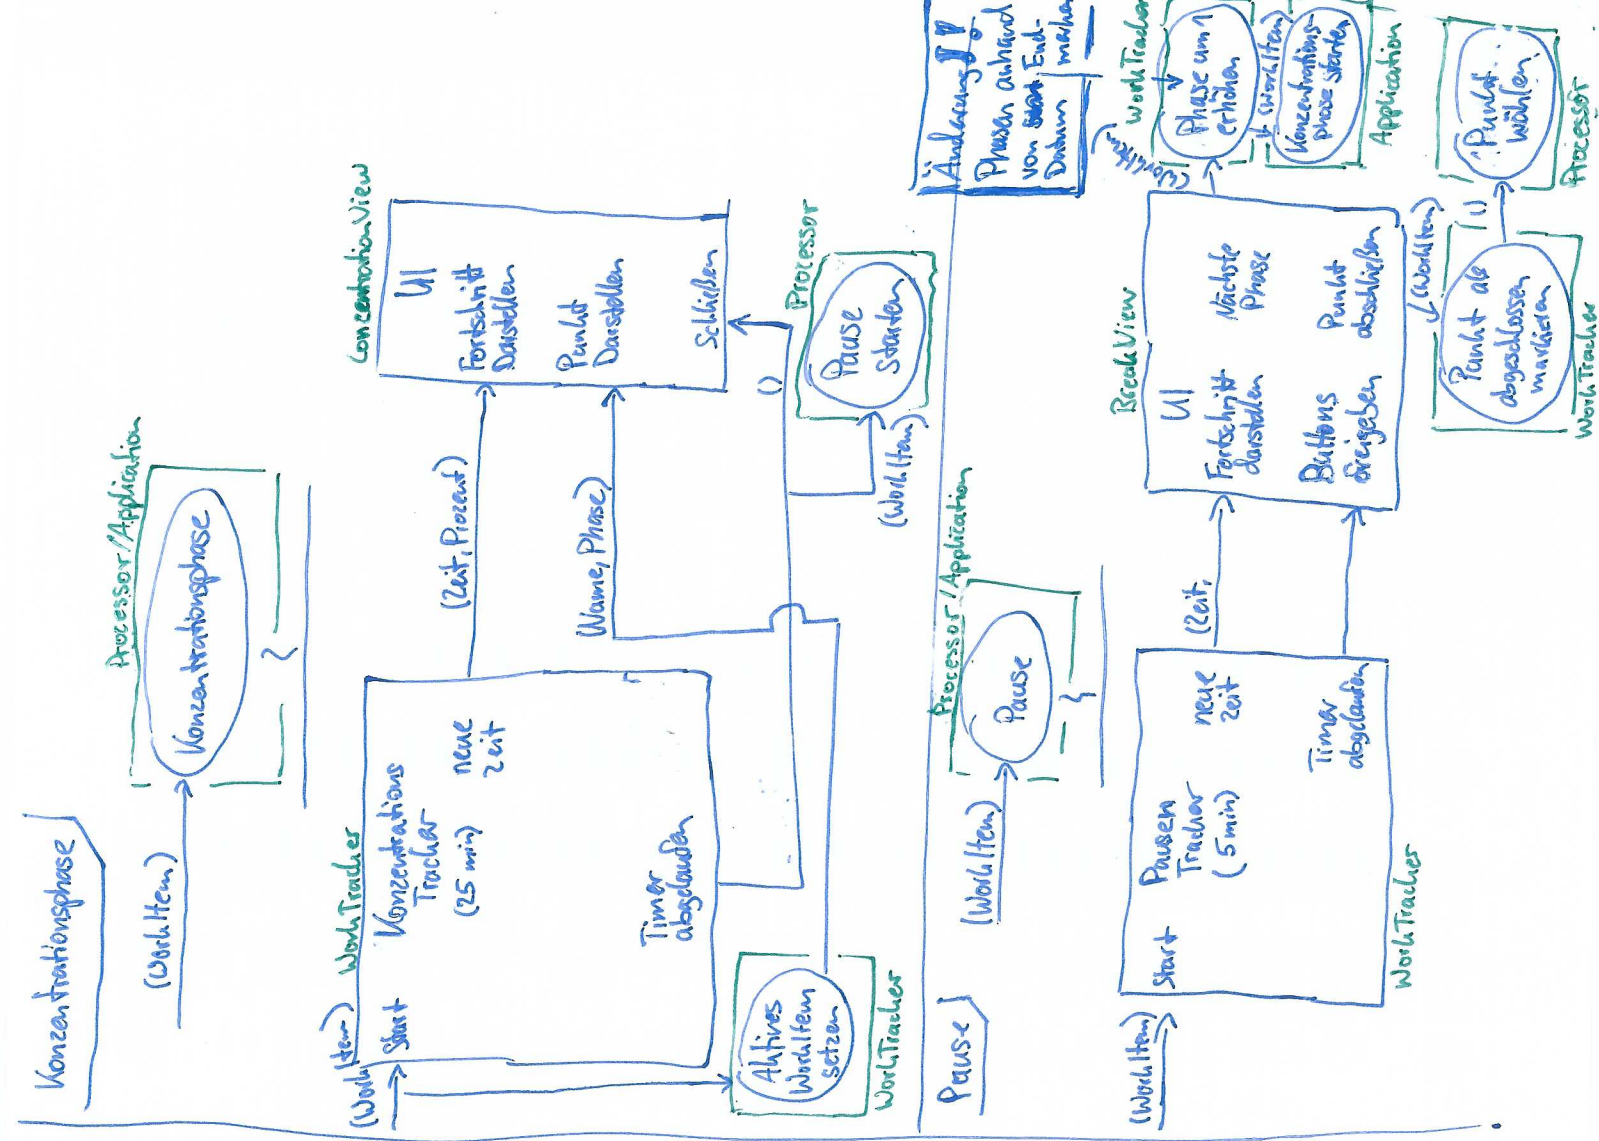 Konzentrationsphase
(WorkItem)
Processor/Application
Konzentrationsphase
(WorkItem)
WorkTracker
Start
Konzentrations
Tracker
(25 min)
neue
Zeit
Timer
abgelaufen
(Zeit, Prozent)
(Name, Phase)
ConcentrationView
UI
Fortschritt
Darstellen
Punkt
Darstellen
Schließen
()
Aktives
WorkItem
setzen
WorkTracker
(WorkItem)
Processor
Pause
starten
Pause
(WorkItem)
Processor/Application
Pause
(WorkItem)
Start
Pausen
Tracker
(5 min)
neue
Zeit
Timer
abgelaufen
WorkTracker
(Zeit,
BreakView
UI
Fortschritt
darstellen
Nächste
Phase
Buttons
freigeben
Punkt
abschließen
Änderung!!
Phasen anhand
von End-
Datum machen
(WorkItem)
WorkTracker
Phase um 1
erhöhen
(WorkItem)
Konzentrations-
phase starten
Application
(WorkItem)
Punkt als
abgeschlossen
markieren
WorkTracker
()
Punkt
wählen
Processor